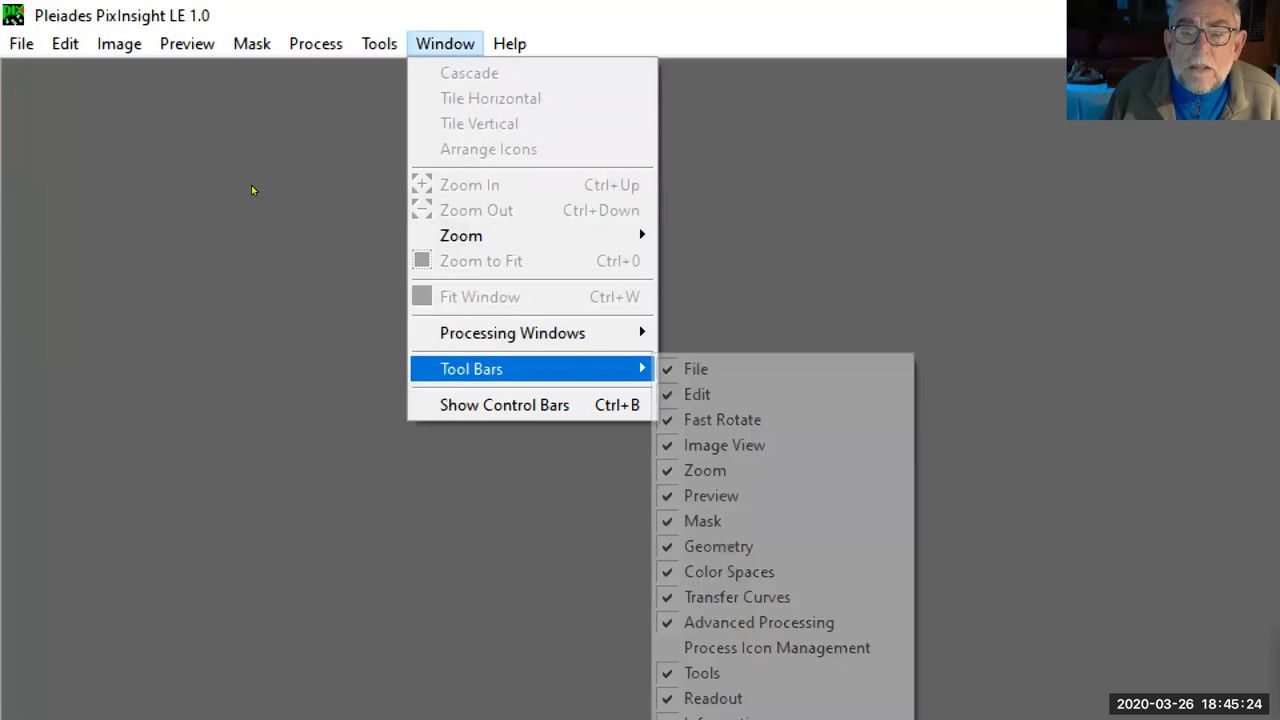 Pleiades PixInsight LE 1.0
File Edit Image Preview Mask Process Tools Window Help
Cascade
Tile Horizontal
Tile Vertical
Arrange Icons
Zoom In Ctrl+Up
Zoom Out Ctrl+Down
Zoom
Zoom to Fit Ctrl+0
Fit Window Ctrl+W
Processing Windows
Tool Bars
Show Control Bars Ctrl+B
File
Edit
Fast Rotate
Image View
Zoom
Preview
Mask
Geometry
Color Spaces
Transfer Curves
Advanced Processing
Process Icon Management
Tools
Readout
2020-03-26 18:45:24